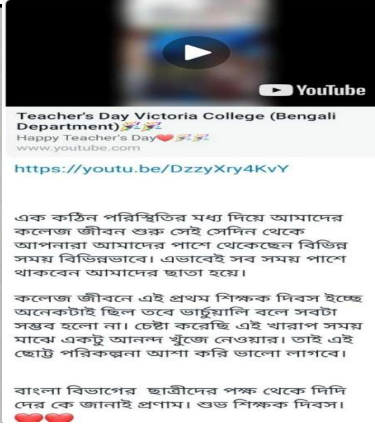 YouTube
Teacher's Day Victoria College (Bengali
Department)🎉🎉
Happy Teacher's Day❤️🎉🎉
www.youtube.com
https://youtu.be/DzzyXry4KvY
এক কঠিন পরিস্থিতির মধ্য দিয়ে আমাদের
কলেজ জীবন শুরু সেই সেদিন থেকে
আপনারা আমাদের পাশে থেকেছেন বিভিন্ন
সময় বিভিন্নভাবে। এভাবেই সব সময় পাশে
থাকবেন আমাদের ছাতা হয়ে।
কলেজ জীবনে এই প্রথম শিক্ষক দিবস ইচ্ছে
অনেকটাই ছিল তবে ভার্চুয়ালি বলে সবটা
সম্ভব হলো না। চেষ্টা করেছি এই খারাপ সময়
মাঝে একটু আনন্দ খুঁজে নেওয়ার। তাই এই
ছোট্ট পরিকল্পনা আশা করি ভালো লাগবে।
বাংলা বিভাগের ছাত্রীদের পক্ষ থেকে দিদি
দের কে জানাই প্রণাম। শুভ শিক্ষক দিবস।
❤️❤️